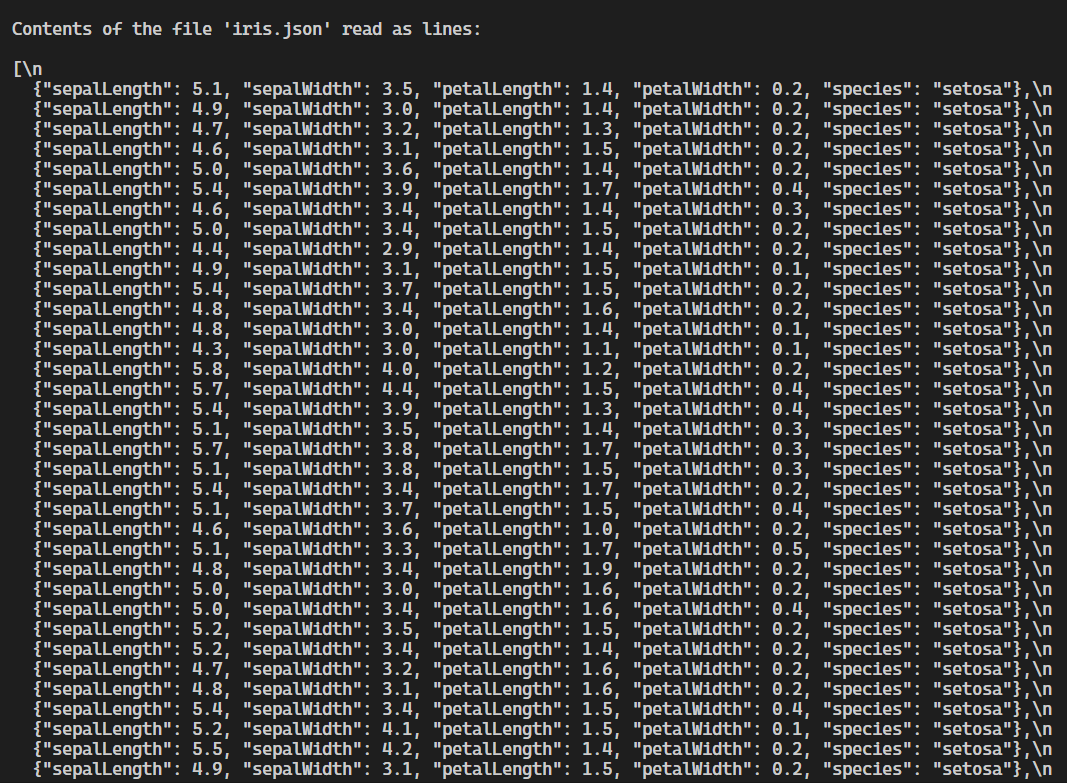 Contents of the file 'iris.json' read as lines:
[\n
  {"sepalLength": 5.1, "sepalWidth": 3.5, "petalLength": 1.4, "petalWidth": 0.2, "species": "setosa"},\n
  {"sepalLength": 4.9, "sepalWidth": 3.0, "petalLength": 1.4, "petalWidth": 0.2, "species": "setosa"},\n
  {"sepalLength": 4.7, "sepalWidth": 3.2, "petalLength": 1.3, "petalWidth": 0.2, "species": "setosa"},\n
  {"sepalLength": 4.6, "sepalWidth": 3.1, "petalLength": 1.5, "petalWidth": 0.2, "species": "setosa"},\n
  {"sepalLength": 5.0, "sepalWidth": 3.6, "petalLength": 1.4, "petalWidth": 0.2, "species": "setosa"},\n
  {"sepalLength": 5.4, "sepalWidth": 3.9, "petalLength": 1.7, "petalWidth": 0.4, "species": "setosa"},\n
  {"sepalLength": 4.6, "sepalWidth": 3.4, "petalLength": 1.4, "petalWidth": 0.3, "species": "setosa"},\n
  {"sepalLength": 5.0, "sepalWidth": 3.4, "petalLength": 1.5, "petalWidth": 0.2, "species": "setosa"},\n
  {"sepalLength": 4.4, "sepalWidth": 2.9, "petalLength": 1.4, "petalWidth": 0.2, "species": "setosa"},\n
  {"sepalLength": 4.9, "sepalWidth": 3.1, "petalLength": 1.5, "petalWidth": 0.1, "species": "setosa"},\n
  {"sepalLength": 5.4, "sepalWidth": 3.7, "petalLength": 1.5, "petalWidth": 0.2, "species": "setosa"},\n
  {"sepalLength": 4.8, "sepalWidth": 3.4, "petalLength": 1.6, "petalWidth": 0.2, "species": "setosa"},\n
  {"sepalLength": 4.8, "sepalWidth": 3.0, "petalLength": 1.4, "petalWidth": 0.1, "species": "setosa"},\n
  {"sepalLength": 4.3, "sepalWidth": 3.0, "petalLength": 1.1, "petalWidth": 0.1, "species": "setosa"},\n
  {"sepalLength": 5.8, "sepalWidth": 4.0, "petalLength": 1.2, "petalWidth": 0.2, "species": "setosa"},\n
  {"sepalLength": 5.7, "sepalWidth": 4.4, "petalLength": 1.5, "petalWidth": 0.4, "species": "setosa"},\n
  {"sepalLength": 5.4, "sepalWidth": 3.9, "petalLength": 1.3, "petalWidth": 0.4, "species": "setosa"},\n
  {"sepalLength": 5.1, "sepalWidth": 3.5, "petalLength": 1.4, "petalWidth": 0.3, "species": "setosa"},\n
  {"sepalLength": 5.7, "sepalWidth": 3.8, "petalLength": 1.7, "petalWidth": 0.3, "species": "setosa"},\n
  {"sepalLength": 5.1, "sepalWidth": 3.8, "petalLength": 1.5, "petalWidth": 0.3, "species": "setosa"},\n
  {"sepalLength": 5.4, "sepalWidth": 3.4, "petalLength": 1.7, "petalWidth": 0.2, "species": "setosa"},\n
  {"sepalLength": 5.1, "sepalWidth": 3.7, "petalLength": 1.5, "petalWidth": 0.4, "species": "setosa"},\n
  {"sepalLength": 4.6, "sepalWidth": 3.6, "petalLength": 1.0, "petalWidth": 0.2, "species": "setosa"},\n
  {"sepalLength": 5.1, "sepalWidth": 3.3, "petalLength": 1.7, "petalWidth": 0.5, "species": "setosa"},\n
  {"sepalLength": 4.8, "sepalWidth": 3.4, "petalLength": 1.9, "petalWidth": 0.2, "species": "setosa"},\n
  {"sepalLength": 5.0, "sepalWidth": 3.0, "petalLength": 1.6, "petalWidth": 0.2, "species": "setosa"},\n
  {"sepalLength": 5.0, "sepalWidth": 3.4, "petalLength": 1.6, "petalWidth": 0.4, "species": "setosa"},\n
  {"sepalLength": 5.2, "sepalWidth": 3.5, "petalLength": 1.5, "petalWidth": 0.2, "species": "setosa"},\n
  {"sepalLength": 5.2, "sepalWidth": 3.4, "petalLength": 1.4, "petalWidth": 0.2, "species": "setosa"},\n
  {"sepalLength": 4.7, "sepalWidth": 3.2, "petalLength": 1.6, "petalWidth": 0.2, "species": "setosa"},\n
  {"sepalLength": 4.8, "sepalWidth": 3.1, "petalLength": 1.6, "petalWidth": 0.2, "species": "setosa"},\n
  {"sepalLength": 5.4, "sepalWidth": 3.4, "petalLength": 1.5, "petalWidth": 0.4, "species": "setosa"},\n
  {"sepalLength": 5.2, "sepalWidth": 4.1, "petalLength": 1.5, "petalWidth": 0.1, "species": "setosa"},\n
  {"sepalLength": 5.5, "sepalWidth": 4.2, "petalLength": 1.4, "petalWidth": 0.2, "species": "setosa"},\n
  {"sepalLength": 4.9, "sepalWidth": 3.1, "petalLength": 1.5, "petalWidth": 0.2, "species": "setosa"},\n